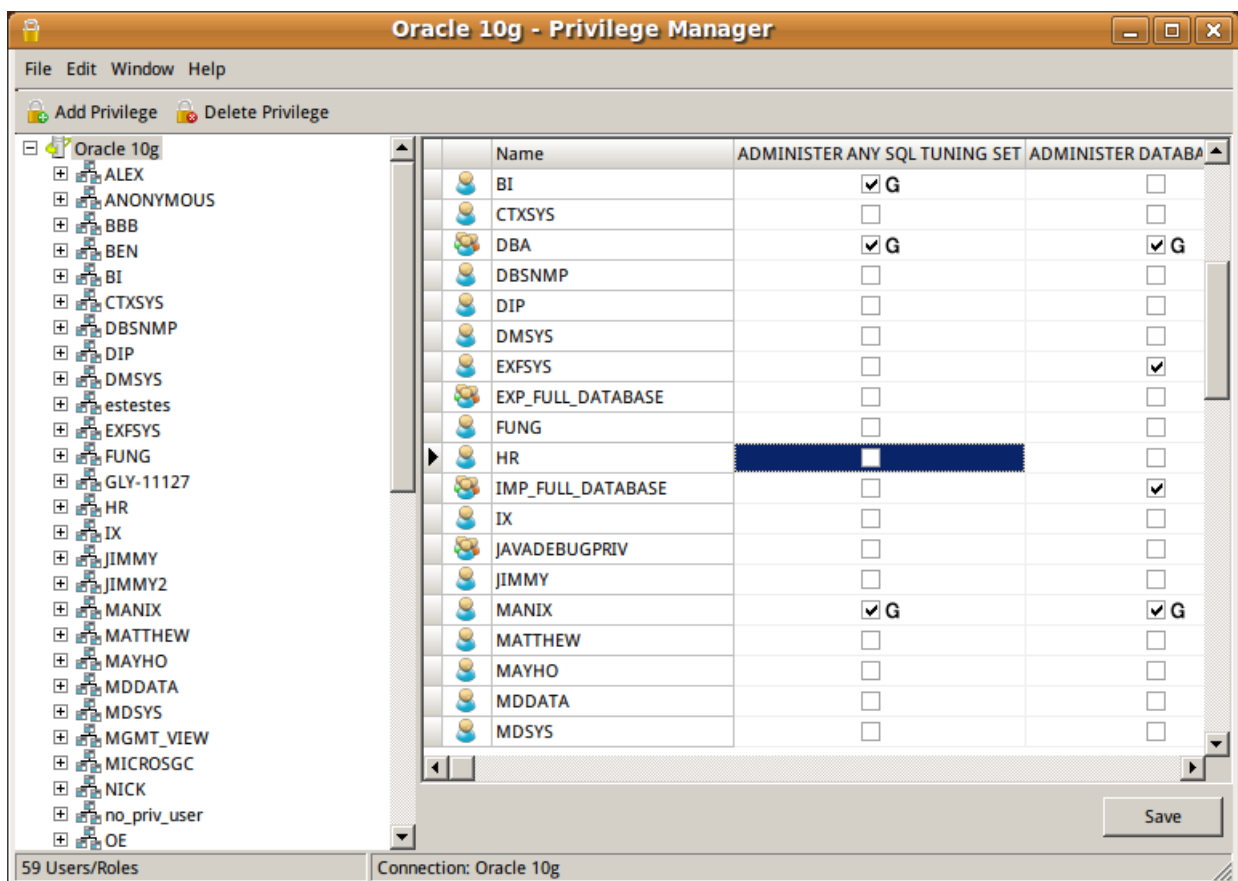 Oracle 10g - Privilege Manager
File Edit Window Help
Add Privilege Delete Privilege
Oracle 10g
ALEX
ANONYMOUS
BBB
BEN
BI
CTXSYS
DBSNMP
DIP
DMSYS
estestes
EXFSYS
FUNG
GLY-11127
HR
IX
JIMMY
JIMMY2
MANIX
MATTHEW
MAYHO
MDDATA
MDSYS
MGMT_VIEW
MICROSGC
NICK
no_priv_user
OE
Name ADMINISTER ANY SQL TUNING SET ADMINISTER DATABA
BI G
CTXSYS
DBA G G
DBSNMP
DIP
DMSYS
EXFSYS
EXP_FULL_DATABASE
FUNG
HR
IMP_FULL_DATABASE
IX
JAVADEBUGPRIV
JIMMY
MANIX G G
MATTHEW
MAYHO
MDDATA
MDSYS
Save
59 Users/Roles Connection: Oracle 10g